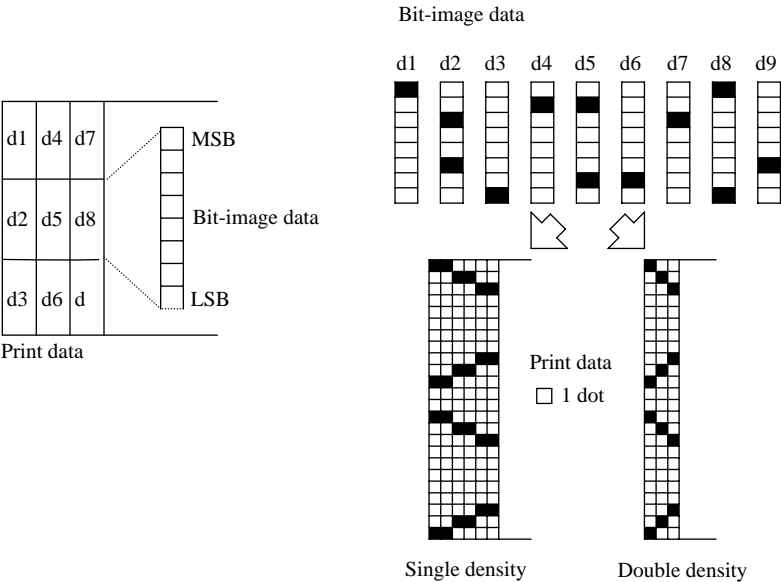 Bit-image data
d1 d2 d3 d4 d5 d6 d7 d8 d9
d1 d4 d7
MSB
d2 d5 d8
Bit-image data
d3 d6 d
LSB
Print data
Print data
1 dot
Single density
Double density